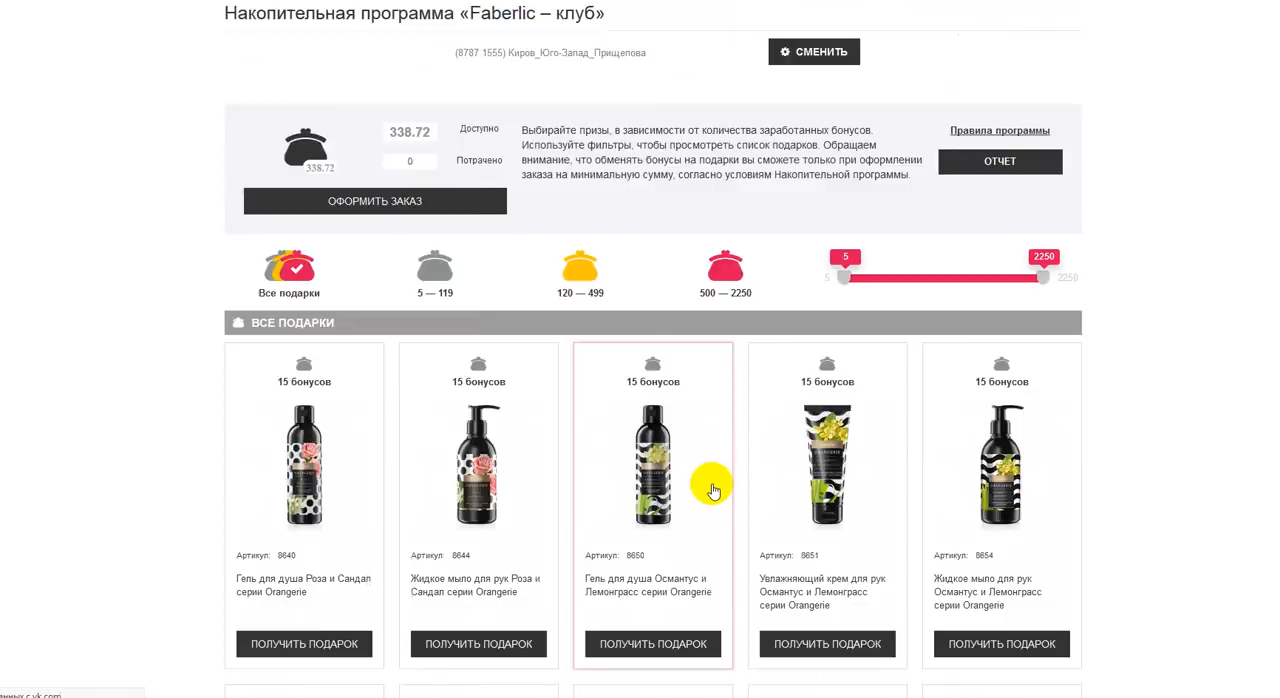 Накопительная программа «Faberlic – клуб»
(8787 1555) Киров_Юго-Запад_Прищепова
СМЕНИТЬ
338.72 Доступно
0 Потрачено
338.72
ОФОРМИТЬ ЗАКАЗ
Выбирайте призы, в зависимости от количества заработанных бонусов.
Используйте фильтры, чтобы просмотреть список подарков. Обращаем
внимание, что обменять бонусы на подарки вы сможете только при оформлении
заказа на минимальную сумму, согласно условиям Накопительной программы.
Правила программы
ОТЧЕТ
Все подарки
5 — 119
120 — 499
500 — 2250
5 2250
5 2250
ВСЕ ПОДАРКИ
15 бонусов
Артикул: 8640
Гель для душа Роза и Сандал
серии Orangerie
ПОЛУЧИТЬ ПОДАРОК
15 бонусов
Артикул: 8644
Жидкое мыло для рук Роза и
Сандал серии Orangerie
ПОЛУЧИТЬ ПОДАРОК
15 бонусов
Артикул: 8650
Гель для душа Османтус и
Лемонграсс серии Orangerie
ПОЛУЧИТЬ ПОДАРОК
15 бонусов
Артикул: 8651
Увлажняющий крем для рук
Османтус и Лемонграсс
серии Orangerie
ПОЛУЧИТЬ ПОДАРОК
15 бонусов
Артикул: 8654
Жидкое мыло для рук
Османтус и Лемонграсс
серии Orangerie
ПОЛУЧИТЬ ПОДАРОК